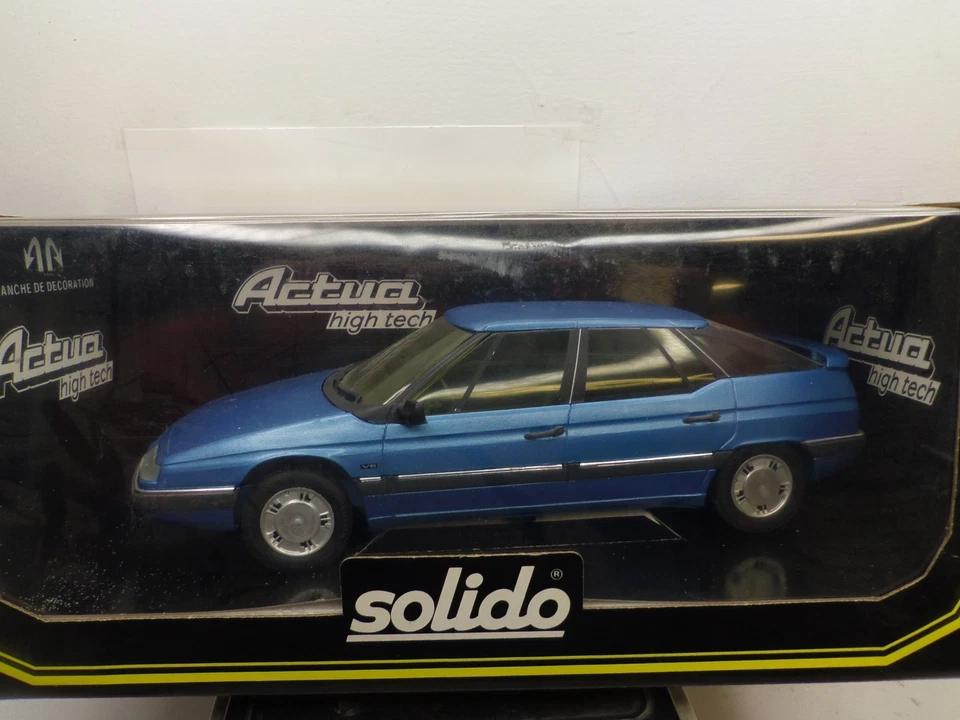 ANCHE DE DECORATION
Actua
high tech
Actua
high tech
Actua
high tech
V6
solido®